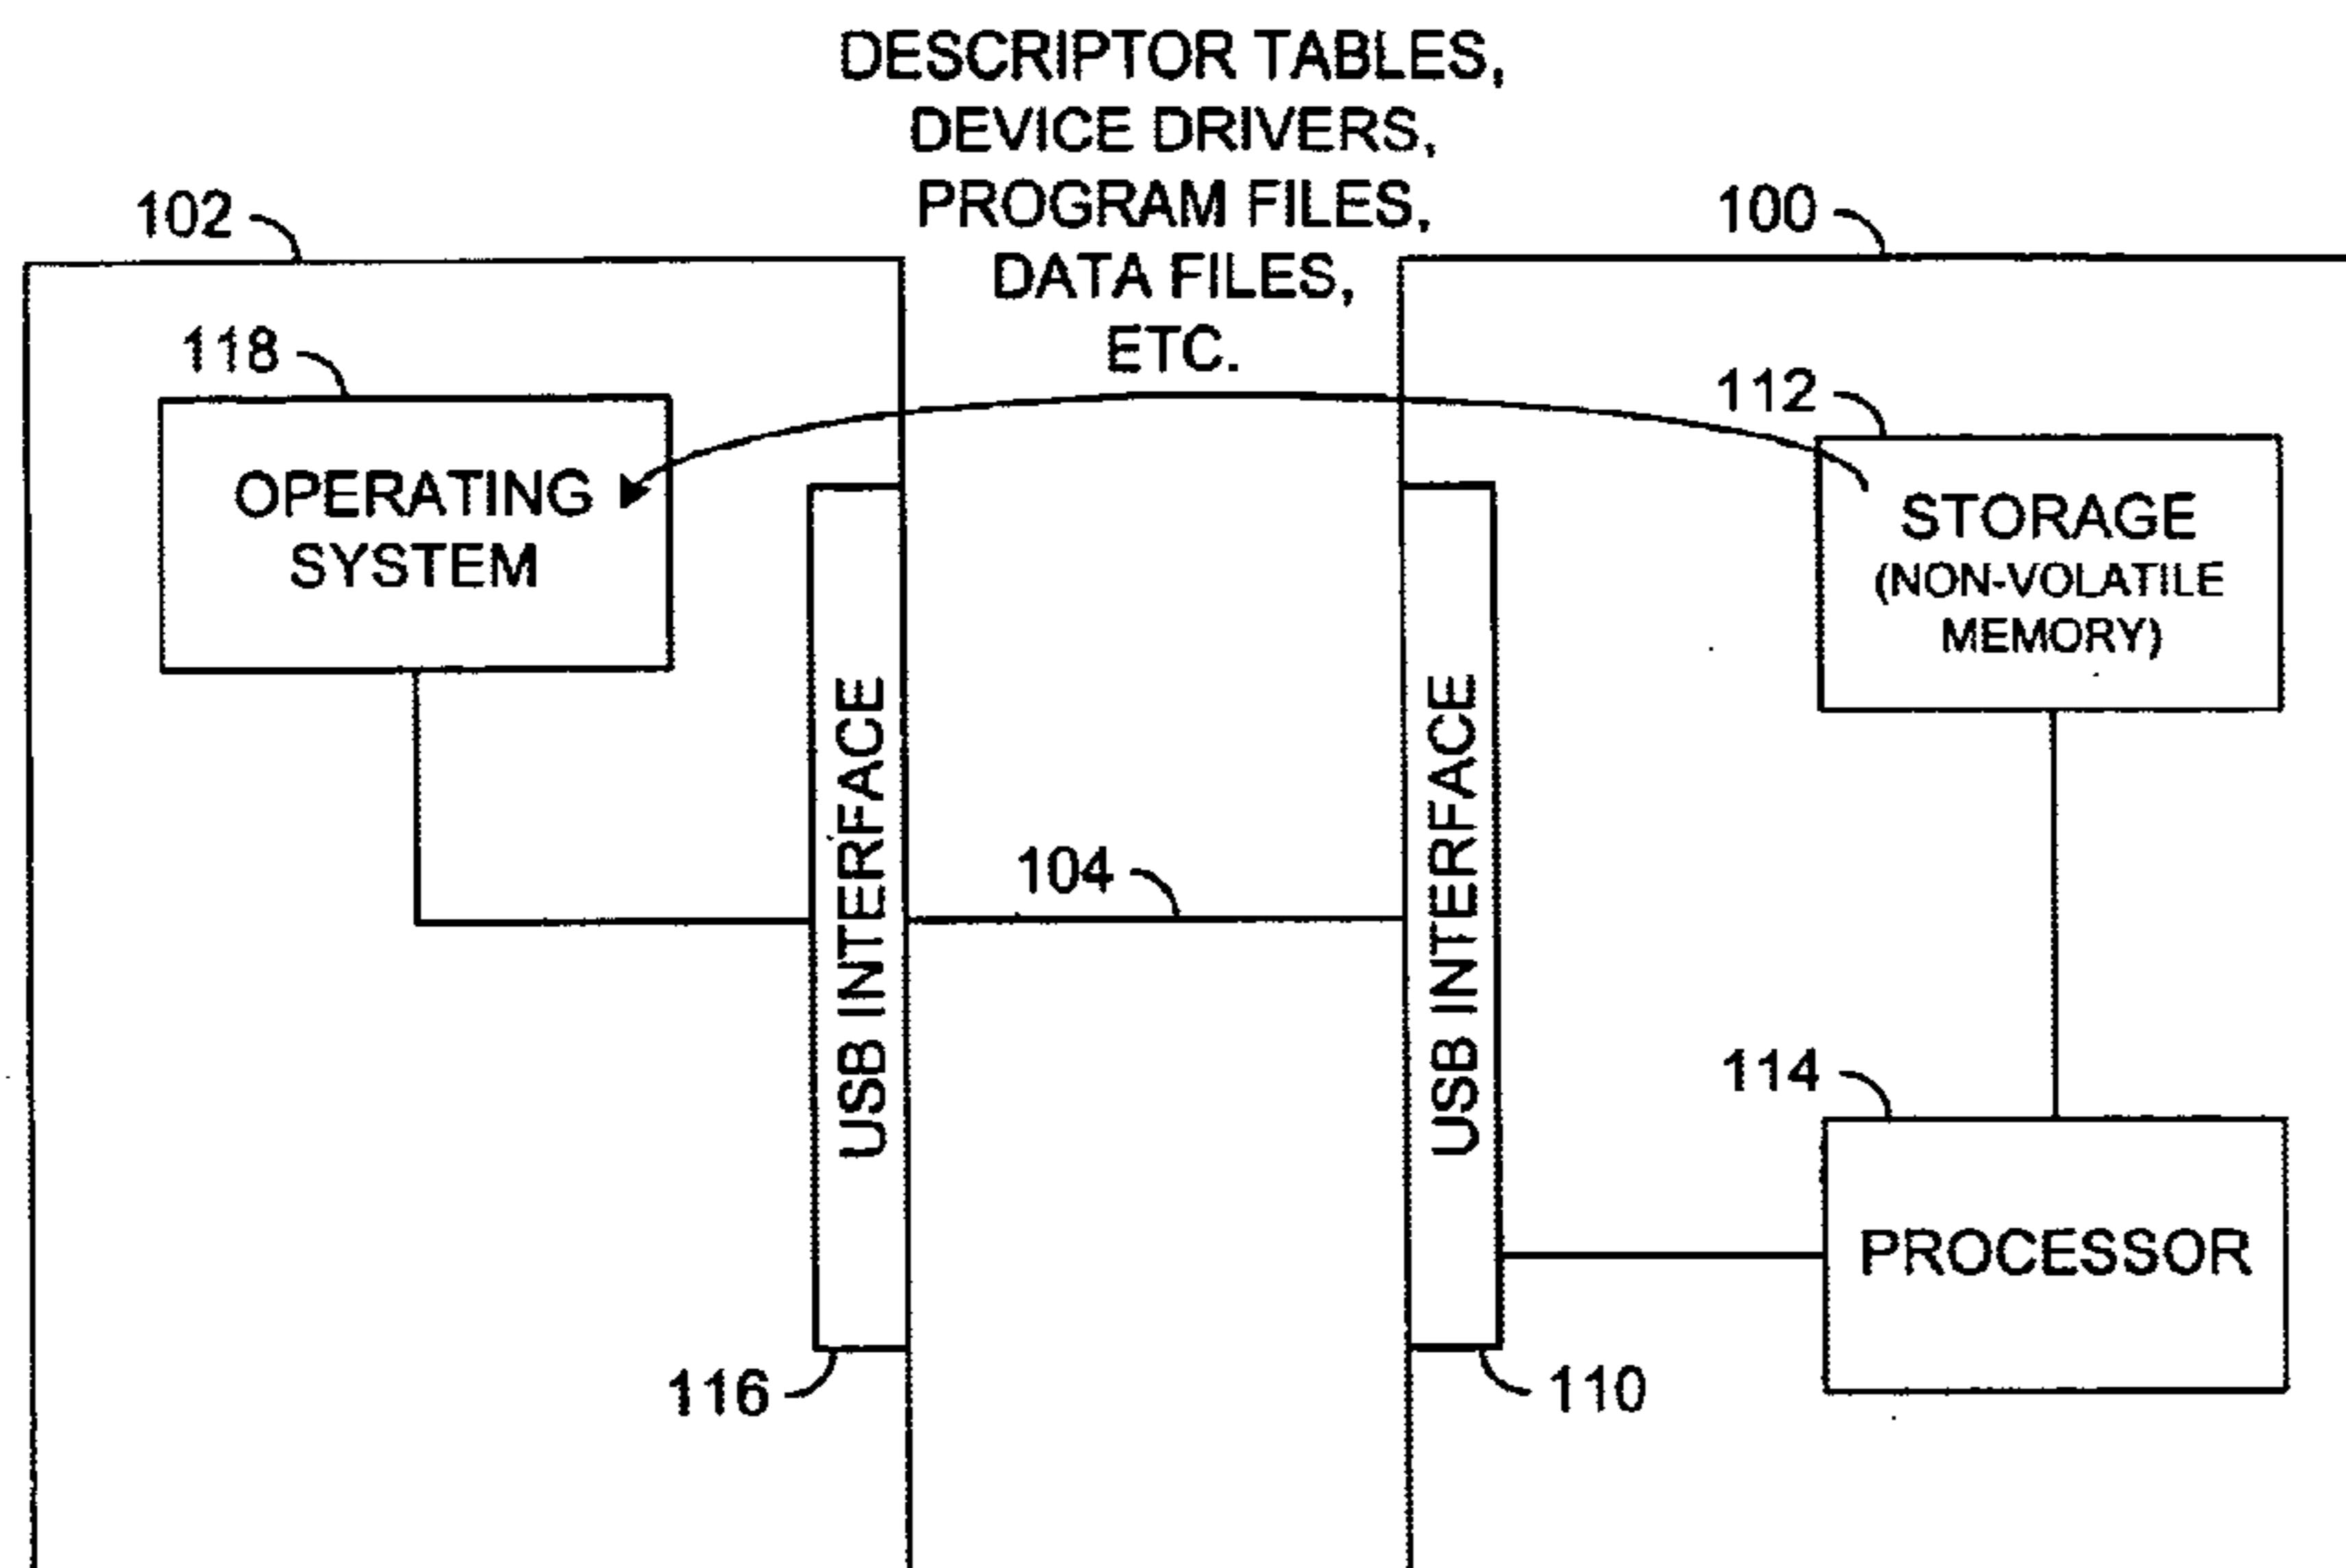 DESCRIPTOR TABLES,
DEVICE DRIVERS,
PROGRAM FILES,
DATA FILES,
ETC.
102
100
118
112
OPERATING
SYSTEM
STORAGE
(NON-VOLATILE
MEMORY)
USB INTERFACE
USB INTERFACE
104
114
PROCESSOR
116
110